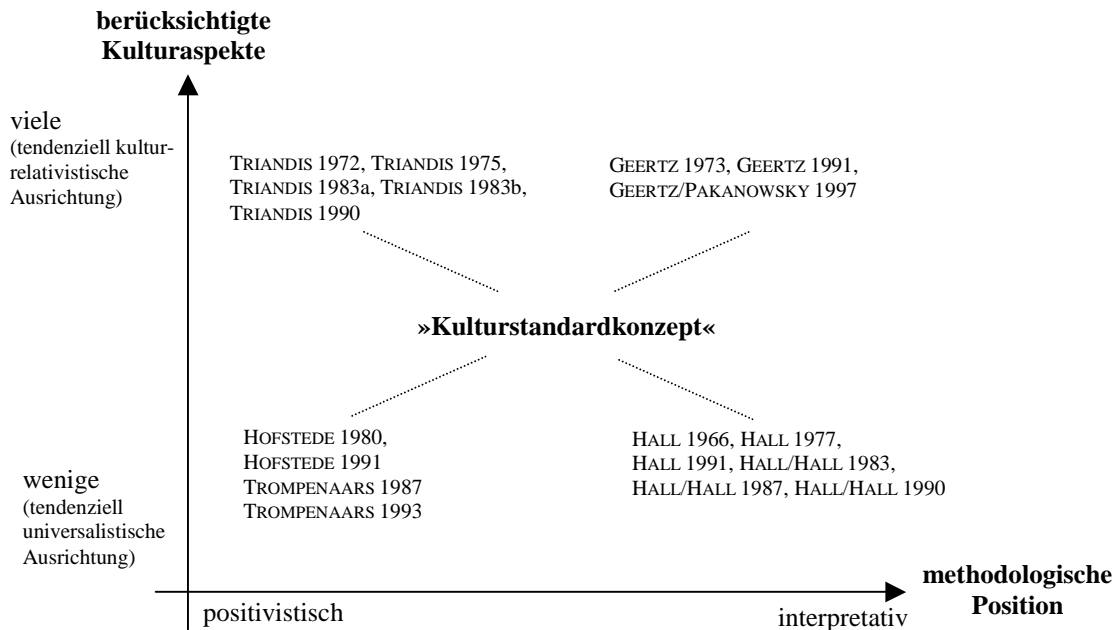 berücksichtigte
Kulturaspekte
viele
(tendenziell kultur-
relativistische
Ausrichtung)
TRIANDIS 1972, TRIANDIS 1975,
TRIANDIS 1983a, TRIANDIS 1983b,
TRIANDIS 1990
GEERTZ 1973, GEERTZ 1991,
GEERTZ/PAKANOWSKY 1997
»Kulturstandardkonzept«
HOFSTEDE 1980,
HOFSTEDE 1991
TROMPENAARS 1987
TROMPENAARS 1993
HALL 1966, HALL 1977,
HALL 1991, HALL/HALL 1983,
HALL/HALL 1987, HALL/HALL 1990
wenige
(tendenziell
universalistische
Ausrichtung)
positivistisch
interpretativ
methodologische
Position